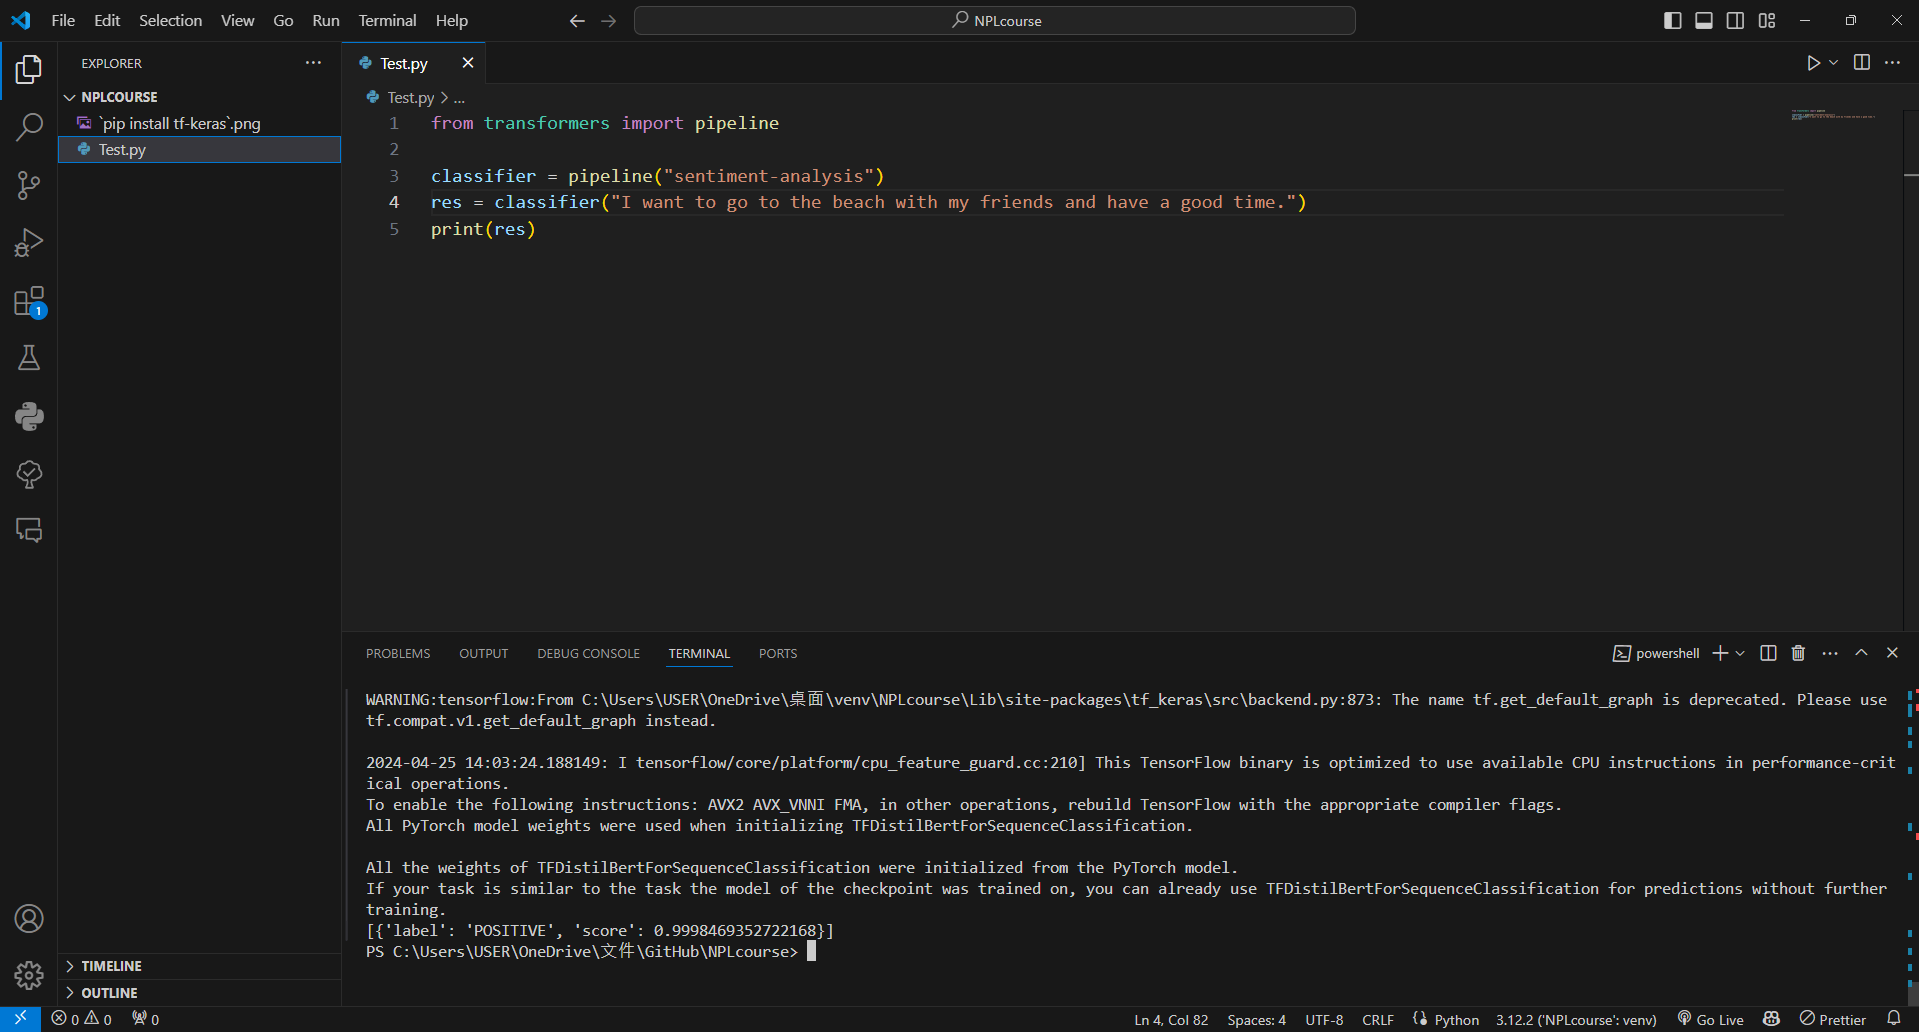 File Edit Selection View Go Run Terminal Help
NPLcourse
EXPLORER
NPLCOURSE
`pip install tf-keras`.png
Test.py
1
TIMELINE
OUTLINE
Test.py
Test.py > ...
1 from transformers import pipeline
2
3 classifier = pipeline("sentiment-analysis")
4 res = classifier("I want to go to the beach with my friends and have a good time.")
5 print(res)
PROBLEMS OUTPUT DEBUG CONSOLE TERMINAL PORTS
powershell
WARNING:tensorflow:From C:\Users\USER\OneDrive\桌面\venv\NPLcourse\Lib\site-packages\tf_keras\src\backend.py:873: The name tf.get_default_graph is deprecated. Please use
tf.compat.v1.get_default_graph instead.
2024-04-25 14:03:24.188149: I tensorflow/core/platform/cpu_feature_guard.cc:210] This TensorFlow binary is optimized to use available CPU instructions in performance-crit
ical operations.
To enable the following instructions: AVX2 AVX_VNNI FMA, in other operations, rebuild TensorFlow with the appropriate compiler flags.
All PyTorch model weights were used when initializing TFDistilBertForSequenceClassification.
All the weights of TFDistilBertForSequenceClassification were initialized from the PyTorch model.
If your task is similar to the task the model of the checkpoint was trained on, you can already use TFDistilBertForSequenceClassification for predictions without further
training.
[{'label': 'POSITIVE', 'score': 0.9998469352722168}]
PS C:\Users\USER\OneDrive\文件\GitHub\NPLcourse>
0 0 0 Ln 4, Col 82 Spaces: 4 UTF-8 CRLF Python 3.12.2 ('NPLcourse': venv) Go Live Prettier